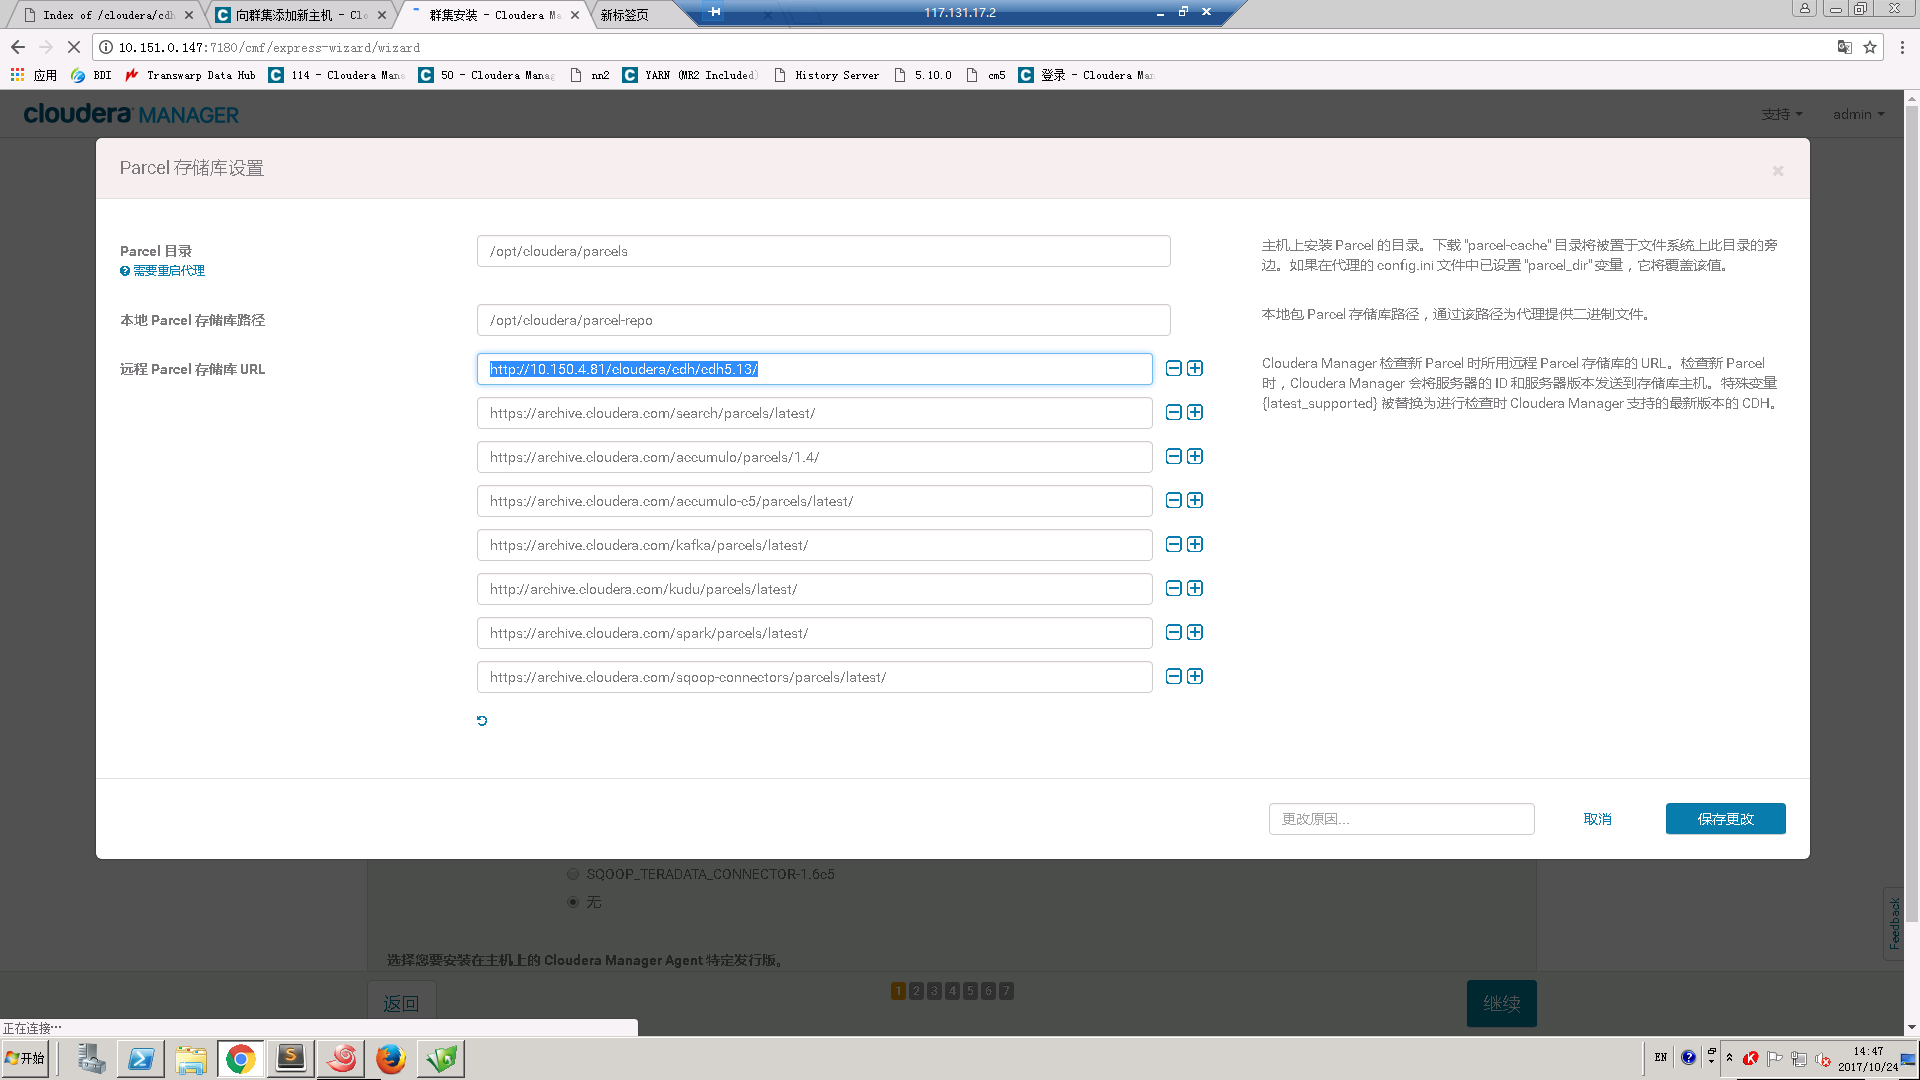 Index of /cloudera/cdh
向群集添加新主机 - Clo
群集安装 - Cloudera Ma
新标签页
117.131.17.2
10.151.0.147:7180/cmf/express-wizard/wizard
应用
BDI
Transwarp Data Hub
114 - Cloudera Mana
50 - Cloudera Manag
nn2
YARN (MR2 Included)
History Server
5.10.0
cm5
登录 - Cloudera Man
cloudera MANAGER
支持
admin
Parcel 存储库设置
Parcel 目录
需要重启代理
/opt/cloudera/parcels
主机上安装 Parcel 的目录。下载 "parcel-cache" 目录将被置于文件系统上此目录的旁
边。如果在代理的 config.ini 文件中已设置 "parcel_dir" 变量，它将覆盖该值。
本地 Parcel 存储库路径
/opt/cloudera/parcel-repo
本地包 Parcel 存储库路径，通过该路径为代理提供二进制文件。
远程 Parcel 存储库 URL
http://10.150.4.81/cloudera/cdh/cdh5.13/
https://archive.cloudera.com/search/parcels/latest/
https://archive.cloudera.com/accumulo/parcels/1.4/
https://archive.cloudera.com/accumulo-c5/parcels/latest/
https://archive.cloudera.com/kafka/parcels/latest/
http://archive.cloudera.com/kudu/parcels/latest/
https://archive.cloudera.com/spark/parcels/latest/
https://archive.cloudera.com/sqoop-connectors/parcels/latest/
Cloudera Manager 检查新 Parcel 时所用远程 Parcel 存储库的 URL。检查新 Parcel
时，Cloudera Manager 会将服务器的 ID 和服务器版本发送到存储库主机。特殊变量
{latest_supported} 被替换为进行检查时 Cloudera Manager 支持的最新版本的 CDH。
更改原因...
取消
保存更改
SQOOP_TERADATA_CONNECTOR-1.6c5
无
Feedback
选择您要安装在主机上的 Cloudera Manager Agent 特定发行版。
返回
1 2 3 4 5 6 7
继续
正在连接…
开始
EN
14:47
2017/10/24